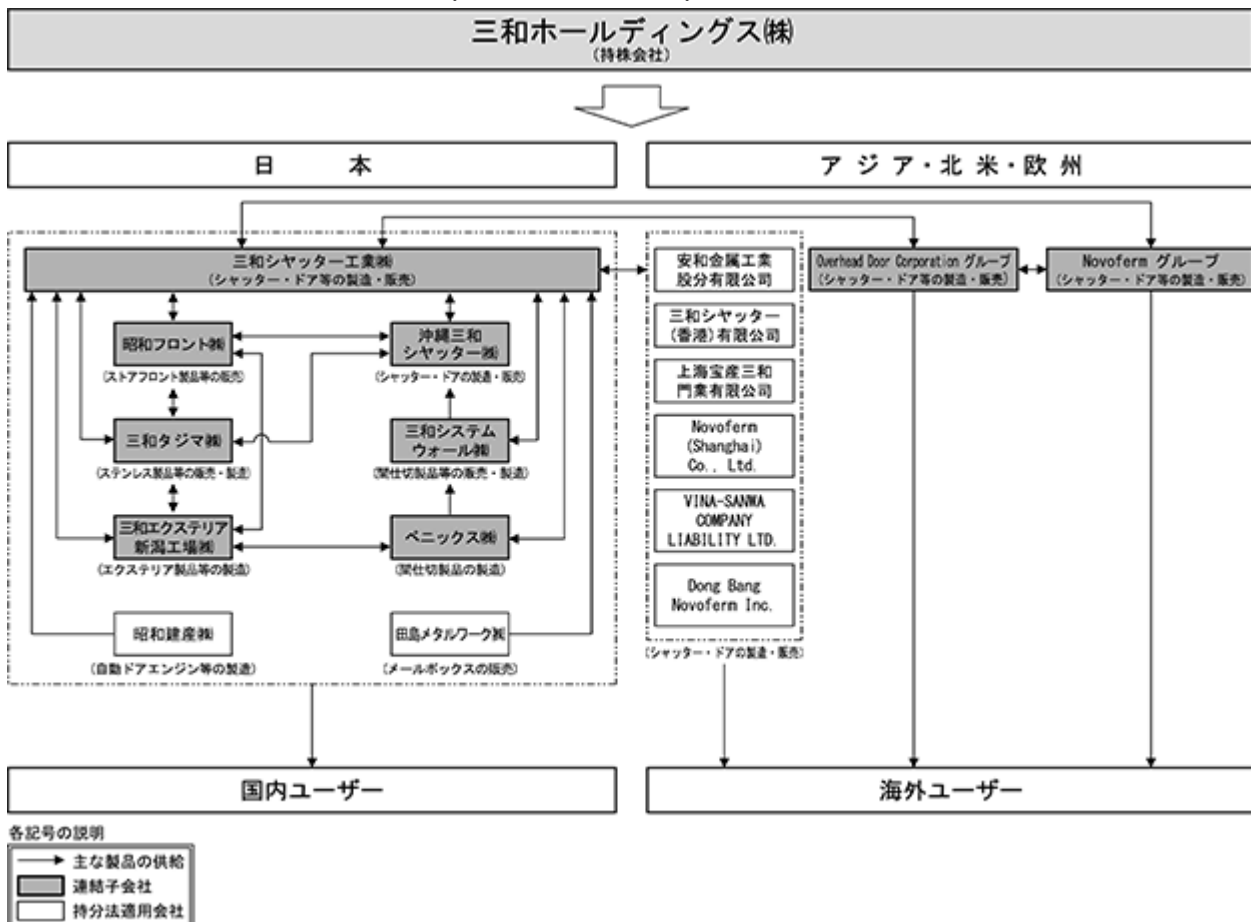 三和ホールディングス㈱
(持株会社)
日 本
ア ジ ア ・ 北 米 ・ 欧 州
三和シヤッター工業㈱
(シャッター・ドア等の製造・販売)
昭和フロント㈱
(ストアフロント製品等の販売)
三和タジマ㈱
(ステンレス製品等の販売・製造)
三和エクステリア
新潟工場㈱
(エクステリア製品等の製造)
昭和建産㈱
(自動ドアエンジン等の製造)
沖縄三和
シヤッター㈱
(シャッター・ドアの製造・販売)
三和システム
ウォール㈱
(間仕切製品等の販売・製造)
ベニックス㈱
(間仕切製品の製造)
田島メタルワーク㈱
(メールボックスの販売)
安和金属工業
股分有限公司
三和シヤッター
(香港)有限公司
上海宝産三和
門業有限公司
Novoferm
(Shanghai)
Co., Ltd.
VINA-SANWA
COMPANY
LIABILITY LTD.
Dong Bang
Novoferm Inc.
(シャッター・ドアの製造・販売)
Overhead Door Corporation グループ
(シャッター・ドア等の製造・販売)
Novoferm グループ
(シャッター・ドア等の製造・販売)
国内ユーザー
海外ユーザー
各記号の説明
主な製品の供給
連結子会社
持分法適用会社